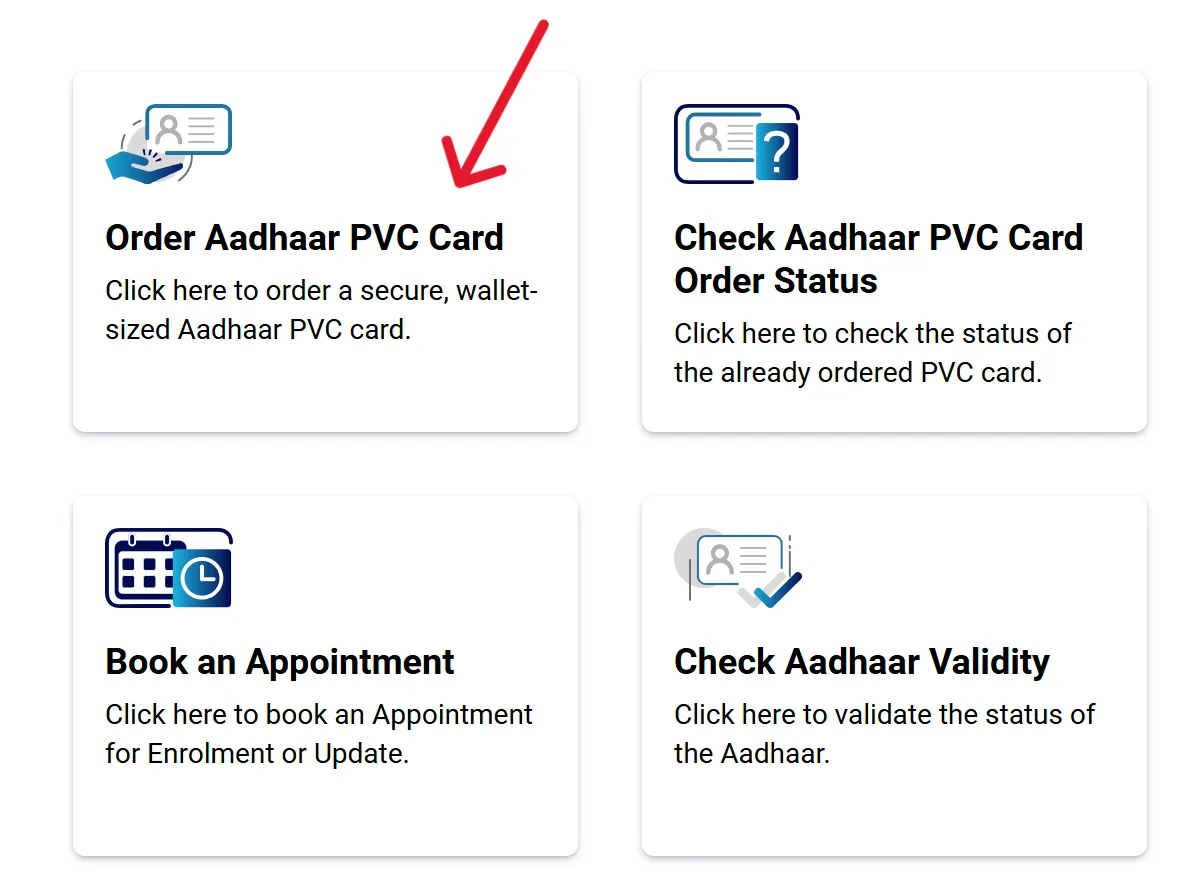 Order Aadhaar PVC Card
Click here to order a secure, wallet-
sized Aadhaar PVC card.
Check Aadhaar PVC Card
Order Status
Click here to check the status of
the already ordered PVC card.
Book an Appointment
Click here to book an Appointment
for Enrolment or Update.
Check Aadhaar Validity
Click here to validate the status of
the Aadhaar.